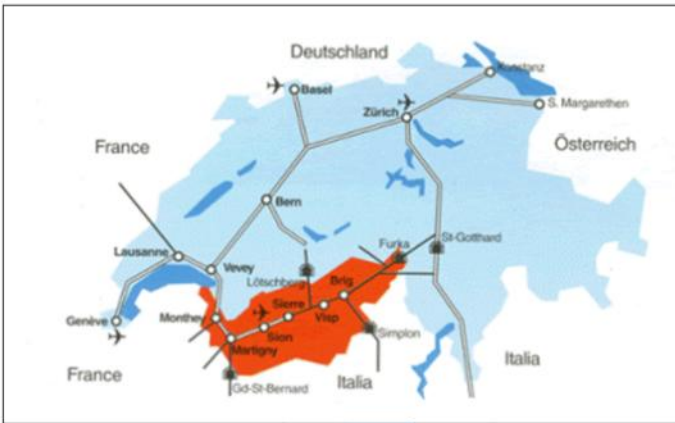 Deutschland
Konstanz
Basel
Zürich
S. Margarethen
France
Österreich
Bern
Furka
St-Gotthard
Lausanne
Vevey
Lötschberg
Brig
Genève
Monthey
Sierre
Visp
Sion
Simplon
Martigny
Italia
France
Italia
Gd-St-Bernard